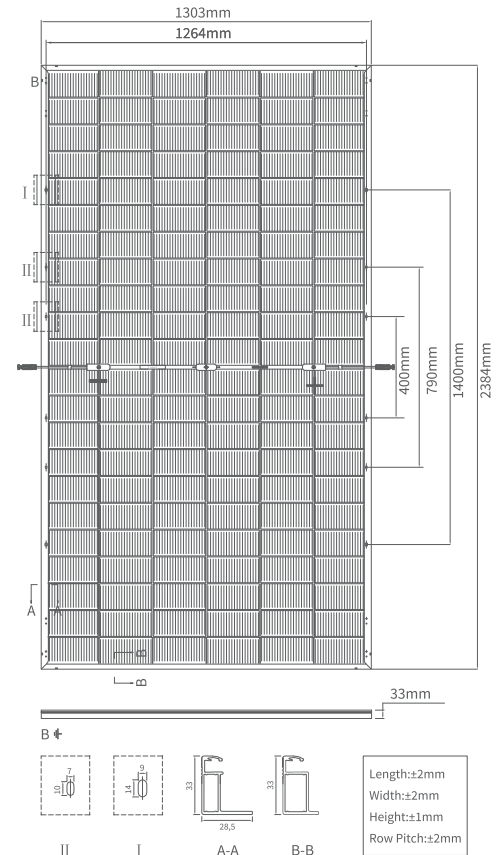 1303mm
1264mm
B
I
II
II
400mm
790mm
1400mm
2384mm
A
A
B
B
33mm
B
7
10
9
14
33
28,5
33
II
I
A-A
B-B
Length:±2mm
Width:±2mm
Height:±1mm
Row Pitch:±2mm